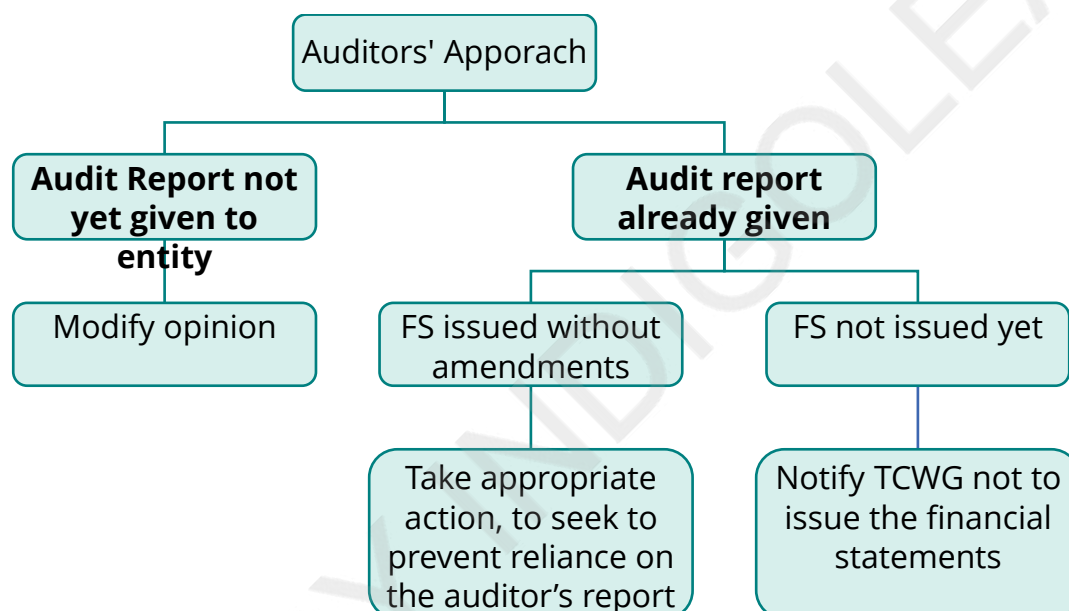 Auditors' Apporach
Audit Report not
yet given to
entity
Audit report
already given
Modify opinion
FS issued without
amendments
FS not issued yet
Take appropriate
action, to seek to
prevent reliance on
the auditor’s report
Notify TCWG not to
issue the financial
statements